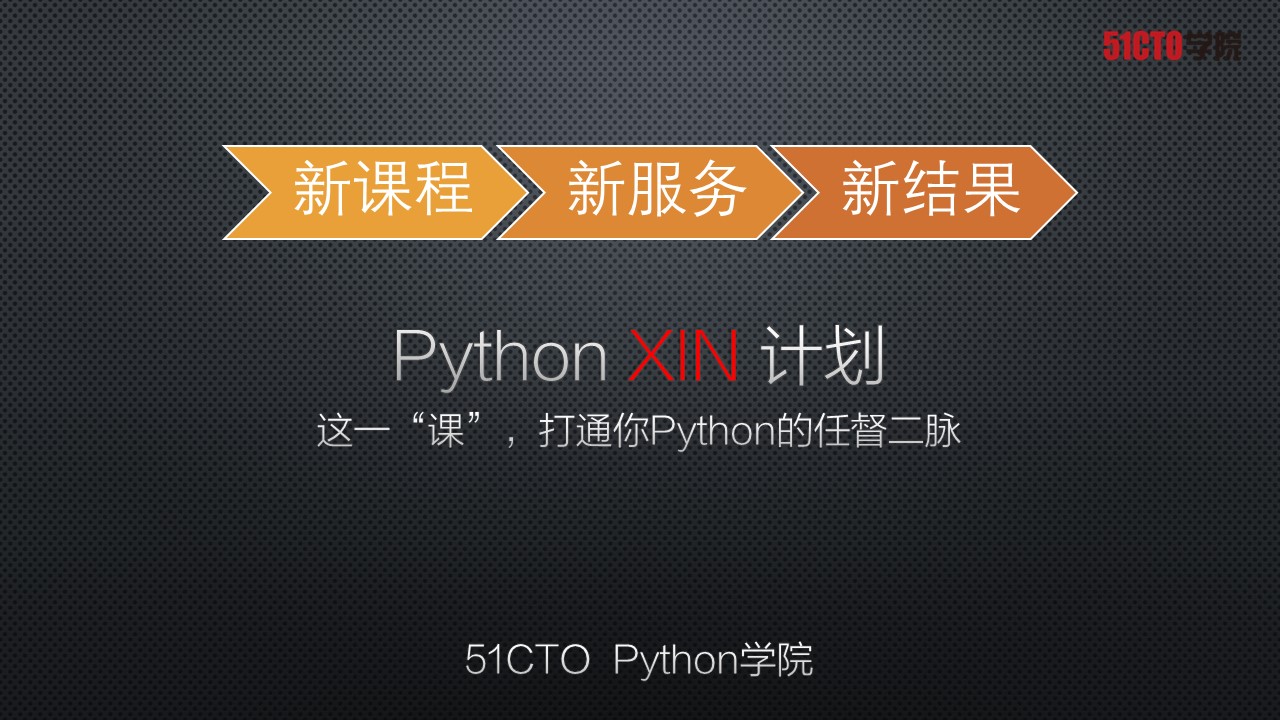 51CTO学院
新课程 新服务 新结果
Python XIN 计划
这一“课”，打通你Python的任督二脉
51CTO Python学院